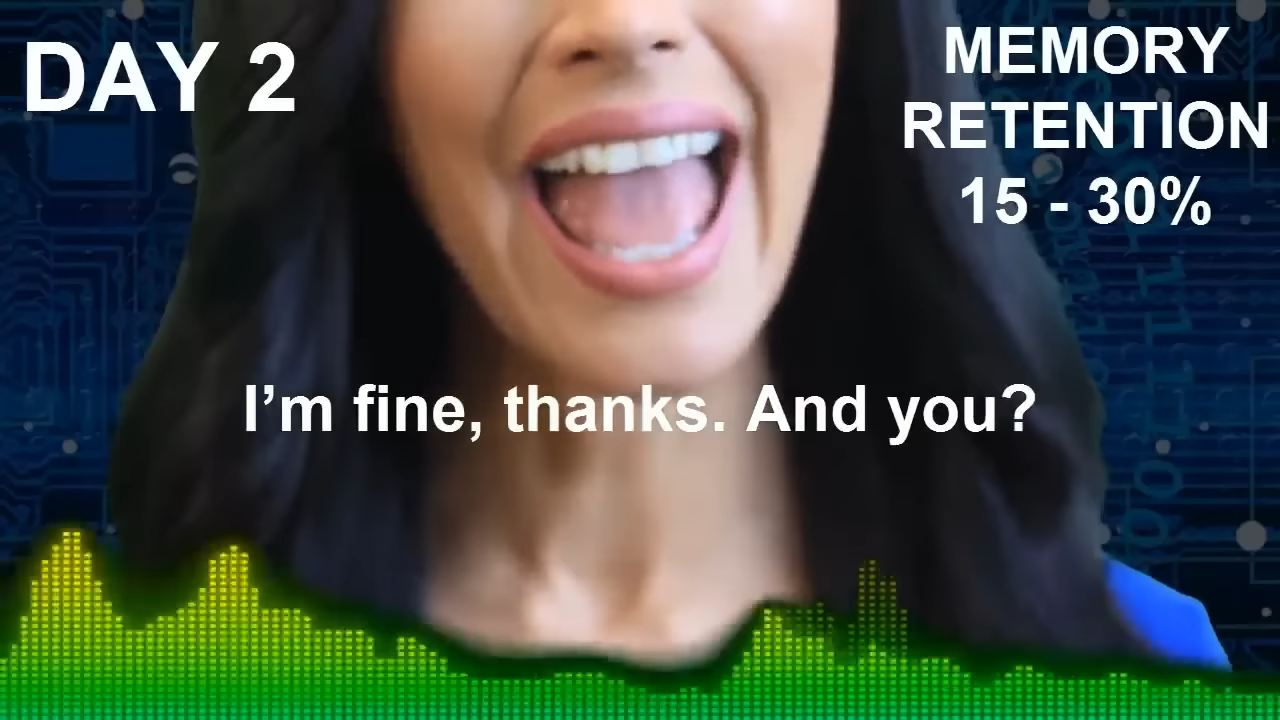 DAY 2
MEMORY
RETENTION
15 - 30%
I’m fine, thanks. And you?